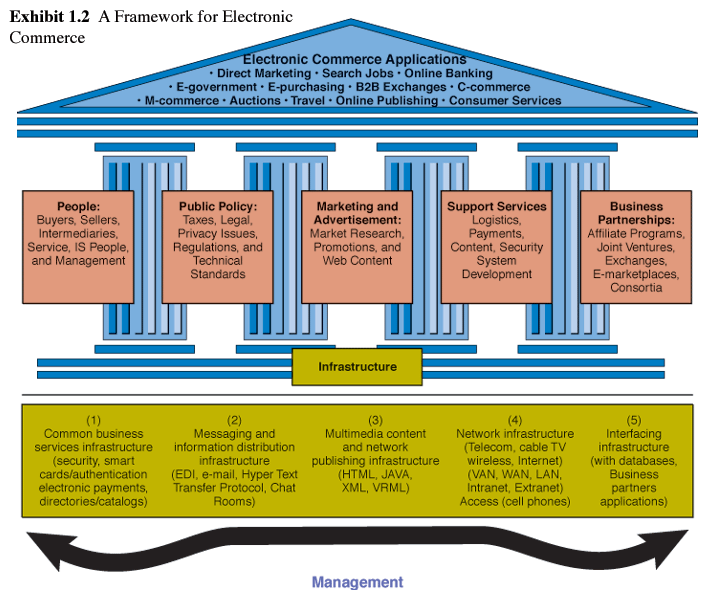 Exhibit 1.2 A Framework for Electronic
Commerce
Electronic Commerce Applications
• Direct Marketing • Search Jobs • Online Banking
• E-government • E-purchasing • B2B Exchanges • C-commerce
• M-commerce • Auctions • Travel • Online Publishing • Consumer Services
People:
Buyers, Sellers,
Intermediaries,
Service, IS People,
and Management
Public Policy:
Taxes, Legal,
Privacy Issues,
Regulations, and
Technical
Standards
Marketing and
Advertisement:
Market Research,
Promotions, and
Web Content
Support Services
Logistics,
Payments,
Content, Security
System
Development
Business
Partnerships:
Affiliate Programs,
Joint Ventures,
Exchanges,
E-marketplaces,
Consortia
Infrastructure
(1)
Common business
services infrastructure
(security, smart
cards/authentication
electronic payments,
directories/catalogs)
(2)
Messaging and
information distribution
infrastructure
(EDI, e-mail, Hyper Text
Transfer Protocol, Chat
Rooms)
(3)
Multimedia content
and network
publishing infrastructure
(HTML, JAVA,
XML, VRML)
(4)
Network infrastructure
(Telecom, cable TV
wireless, Internet)
(VAN, WAN, LAN,
Intranet, Extranet)
Access (cell phones)
(5)
Interfacing
infrastructure
(with databases,
Business
partners
applications)
Management